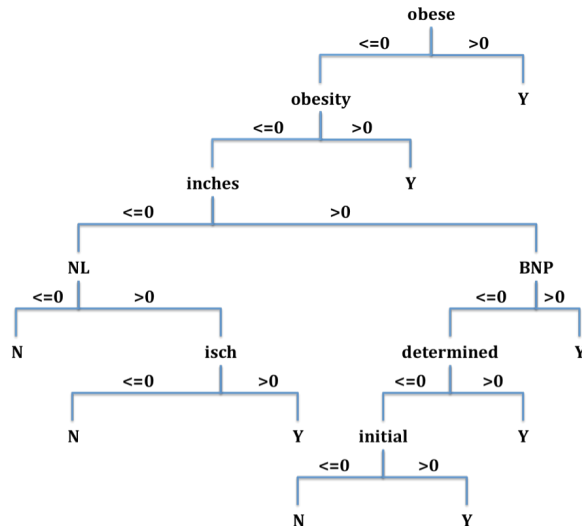 obese
<=0 >0
obesity Y
<=0 >0
inches Y
<=0 >0
NL BNP
<=0 >0 <=0 >0
N isch determined Y
<=0 >0 <=0 >0
N Y initial Y
<=0 >0
N Y